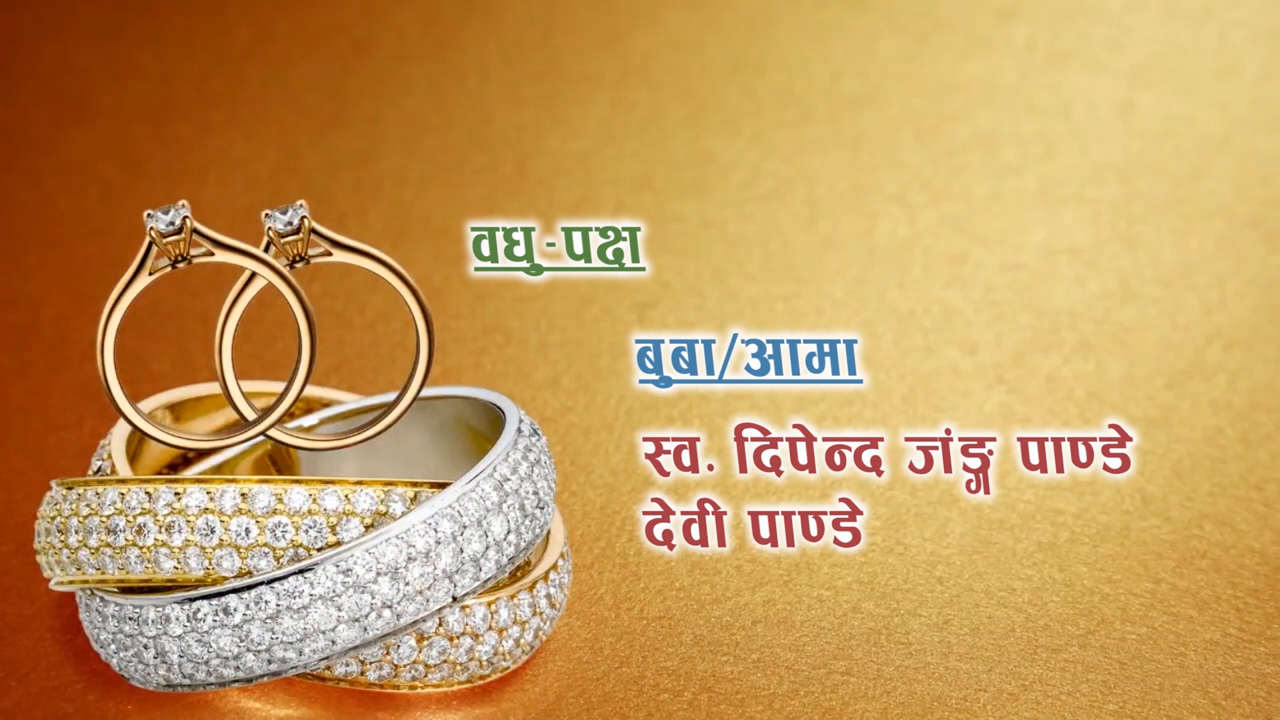 वधु-पक्ष
बुबा/आमा
स्व. दिपेन्द जंङ्ग पाण्डे
देवी पाण्डे